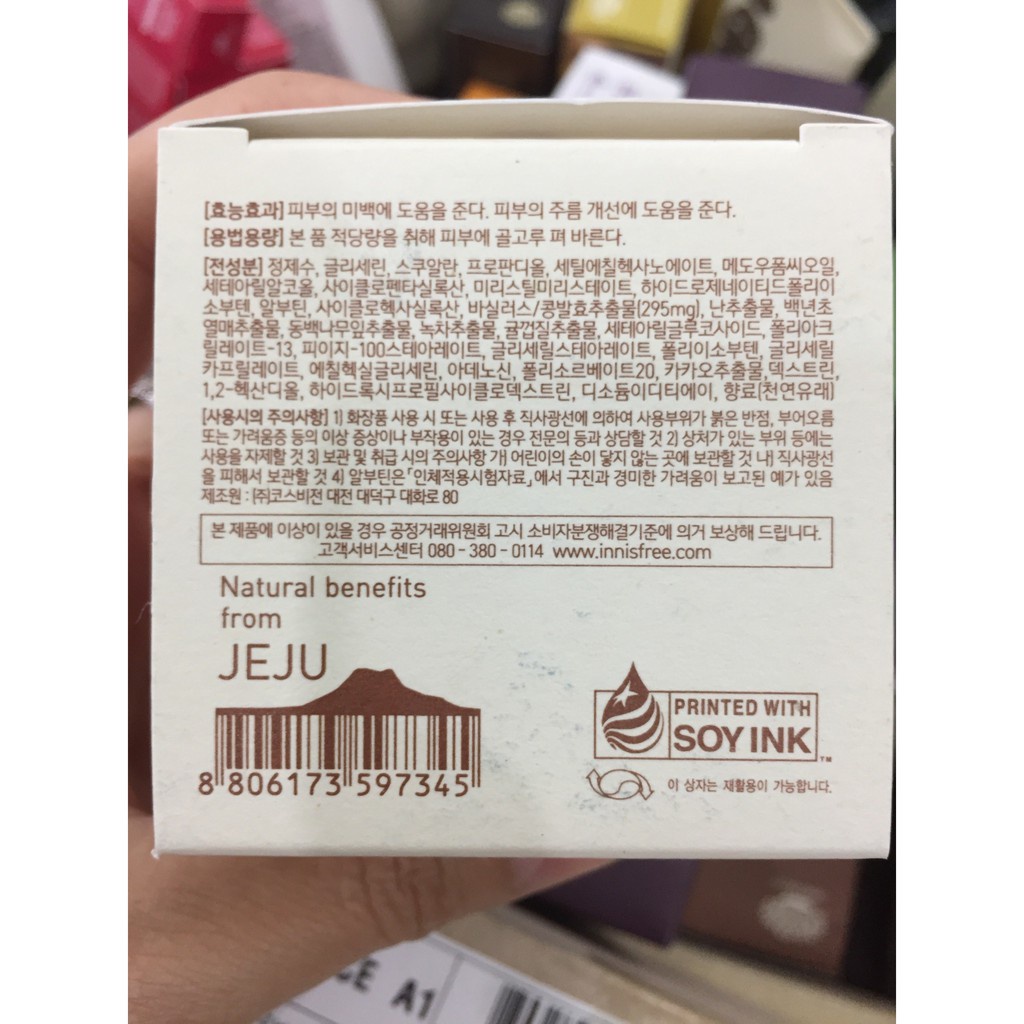 [효능효과] 피부의 미백에 도움을 준다. 피부의 주름 개선에 도움을 준다.
[용법용량] 본 품 적당량을 취해 피부에 골고루 펴 바른다.
[전성분] 정제수, 글리세린, 스쿠알란, 프로판디올, 세틸에칠헥사노에이트, 메도우폼씨오일,
세테아릴알코올, 사이클로펜타실록산, 미리스틸미리스테이트, 하이드로제네이티드폴리이
소부텐, 알부틴, 사이클로헥사실록산, 바실러스/콩발효추출물(295mg), 난추출물, 백년초
열매추출물, 동백나무잎추출물, 녹차추출물, 귤껍질추출물, 세테아릴글루코사이드, 폴리아크
릴레이트-13, 피이지-100스테아레이트, 글리세릴스테아레이트, 폴리이소부텐, 글리세릴
카프릴레이트, 에칠헥실글리세린, 아데노신, 폴리소르베이트20, 카카오추출물, 덱스트린,
1,2-헥산디올, 하이드록시프로필사이클로덱스트린, 디소듐이디티에이, 향료(천연유래)
[사용시의 주의사항] 1) 화장품 사용 시 또는 사용 후 직사광선에 의하여 사용부위가 붉은 반점, 부어오름
또는 가려움증 등의 이상 증상이나 부작용이 있는 경우 전문의 등과 상담할 것 2) 상처가 있는 부위 등에는
사용을 자제할 것 3) 보관 및 취급 시의 주의사항 가) 어린이의 손이 닿지 않는 곳에 보관할 것 나) 직사광선
을 피해서 보관할 것 4) 알부틴은「인체적용시험자료」에서 구진과 경미한 가려움이 보고된 예가 있음
제조원 : (주)코스비전 대전 대덕구 대화로 80
본 제품에 이상이 있을 경우 공정거래위원회 고시 소비자분쟁해결기준에 의거 보상해 드립니다.
고객서비스센터 080 - 380 - 0114 www.innisfree.com
Natural benefits
from
JEJU
PRINTED WITH
SOY INK
TM
8 806173 597345
이 상자는 재활용이 가능합니다.
CE A1